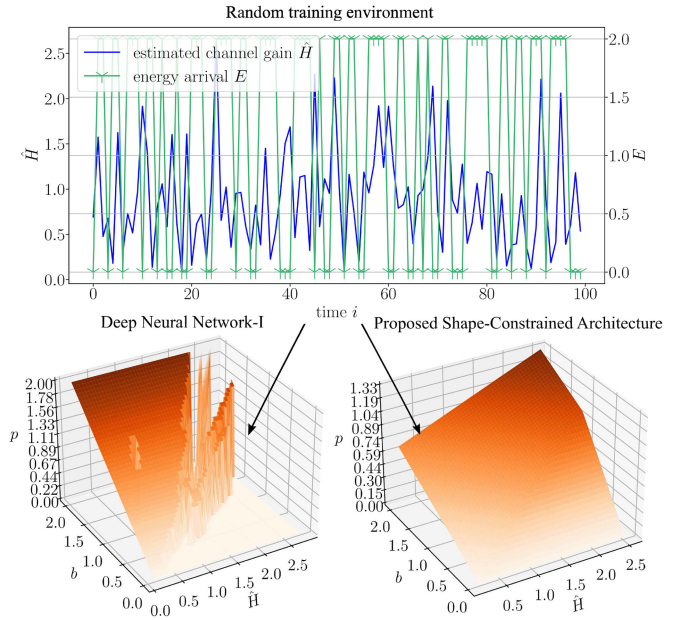 Random training environment
estimated channel gain Ĥ
energy arrival E
2.5
2.0
1.5
1.0
0.5
0.0
Ĥ
2.0
1.5
1.0
0.5
0.0
E
0 20 40 60 80 100
time i
Deep Neural Network-I
Proposed Shape-Constrained Architecture
2.00
1.78
1.56
1.33
1.11
0.89
0.67
0.44
0.22
0.00
p
2.0
1.5
1.0
0.5
0.0
b
0.0 0.5 1.0 1.5 2.0 2.5
Ĥ
1.33
1.19
1.04
0.89
0.74
0.59
0.44
0.30
0.15
0.00
p
2.0
1.5
1.0
0.5
0.0
b
0.0 0.5 1.0 1.5 2.0 2.5
Ĥ